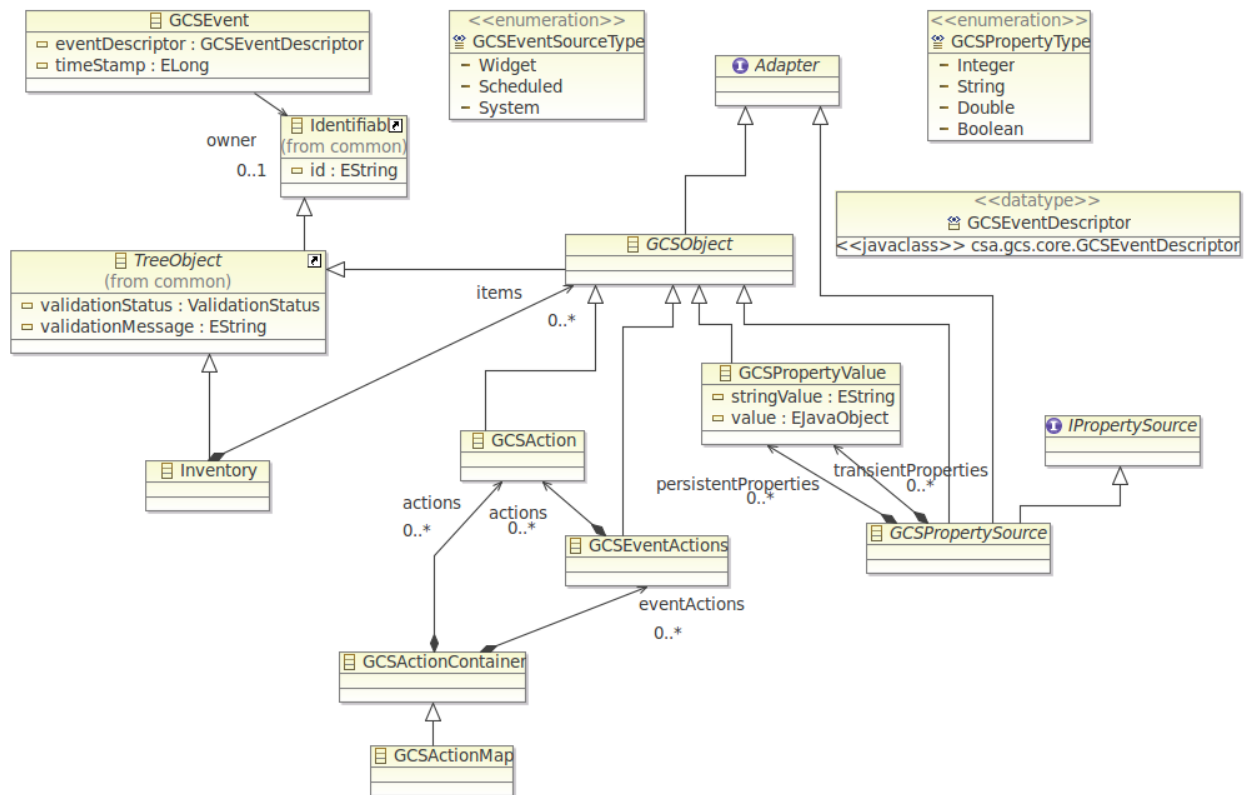 GCSEvent
eventDescriptor : GCSEventDescriptor
timeStamp : ELong
<<enumeration>>
GCSEventSourceType
Widget
Scheduled
System
<<enumeration>>
GCSPropertyType
Integer
String
Double
Boolean
Adapter
owner
0..1
Identifiab
(from common)
id : EString
<<datatype>>
GCSEventDescriptor
<<javaclass>> csa.gcs.core.GCSEventDescriptor
TreeObject
(from common)
validationStatus : ValidationStatus
validationMessage : EString
GCSObject
items
0..*
GCSPropertyValue
stringValue : EString
value : EJavaObject
IPropertySource
GCSAction
Inventory
persistentProperties
0..*
transientProperties
0..*
actions
0..*
actions
0..*
GCSEventActions
GCSPropertySource
eventActions
0..*
GCSActionContainer
GCSActionMap